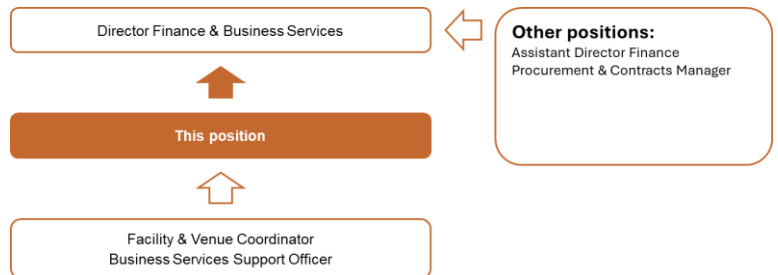 Director Finance & Business Services
Other positions:
Assistant Director Finance
Procurement & Contracts Manager
This position
Facility & Venue Coordinator
Business Services Support Officer